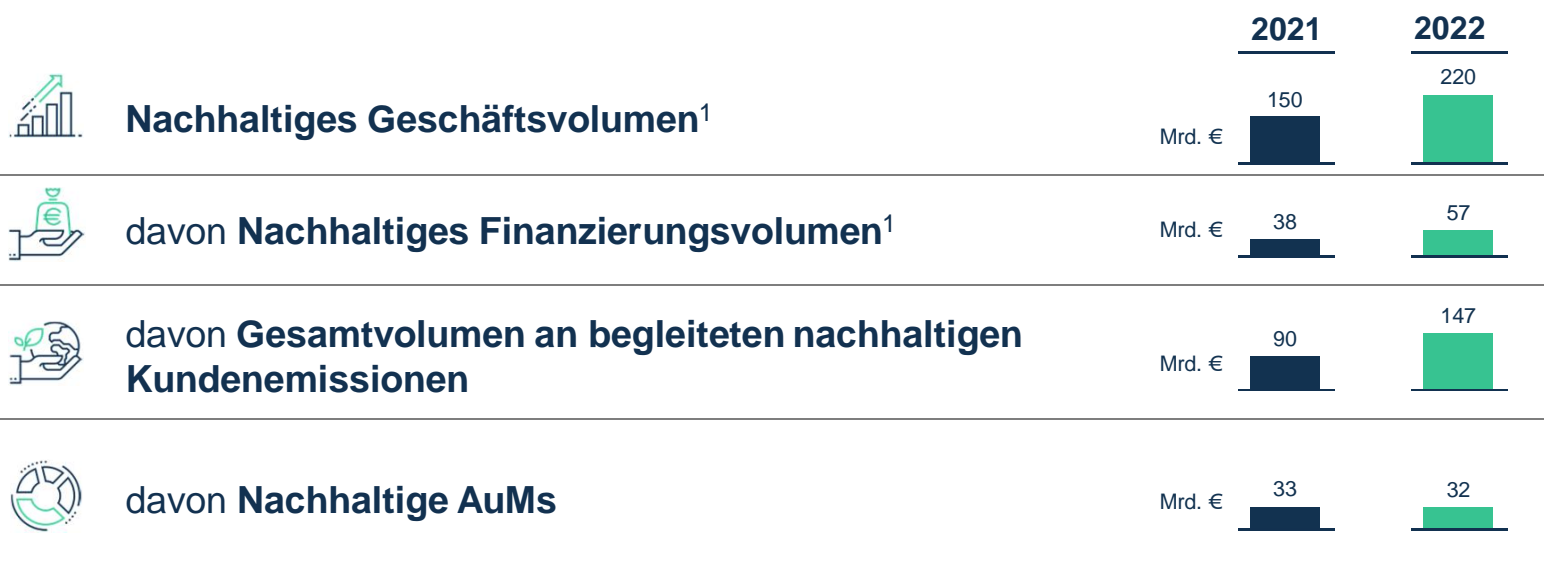 2021 2022
Nachhaltiges Geschäftsvolumen¹
Mrd. € 150 220
davon Nachhaltiges Finanzierungsvolumen¹
Mrd. € 38 57
davon Gesamtvolumen an begleiteten nachhaltigen
Kundenemissionen
Mrd. € 90 147
davon Nachhaltige AuMs
Mrd. € 33 32